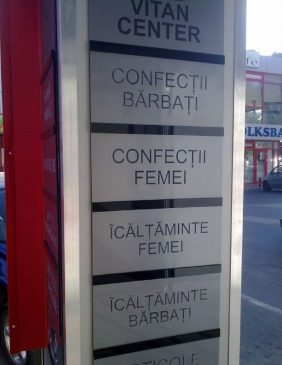 VITAN
CENTER
CONFECȚII
BĂRBAȚI
CONFECȚII
FEMEI
ÎCĂLȚĂMINTE
FEMEI
ÎCĂLȚĂMINTE
BĂRBAȚI